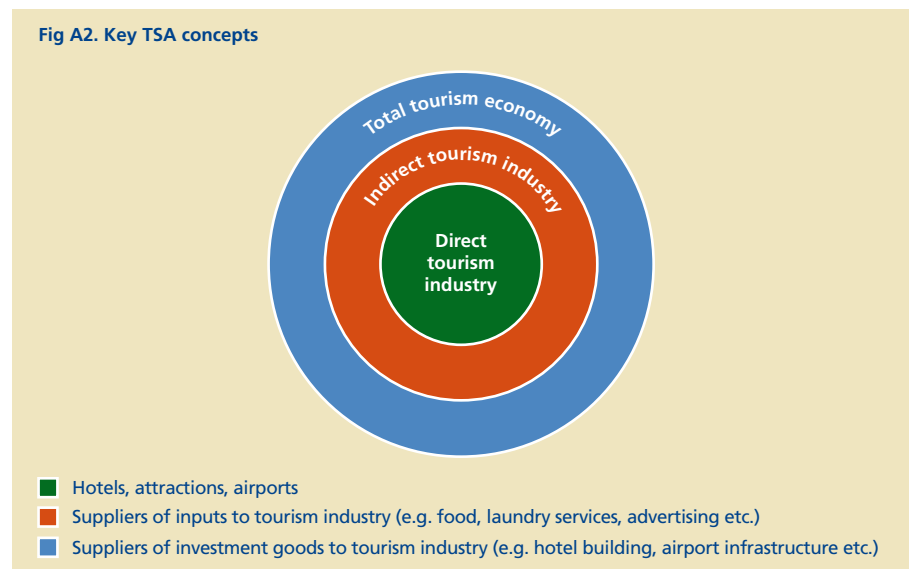 Fig A2. Key TSA concepts
Total tourism economy
Indirect tourism industry
Direct
tourism
industry
Hotels, attractions, airports
Suppliers of inputs to tourism industry (e.g. food, laundry services, advertising etc.)
Suppliers of investment goods to tourism industry (e.g. hotel building, airport infrastructure etc.)